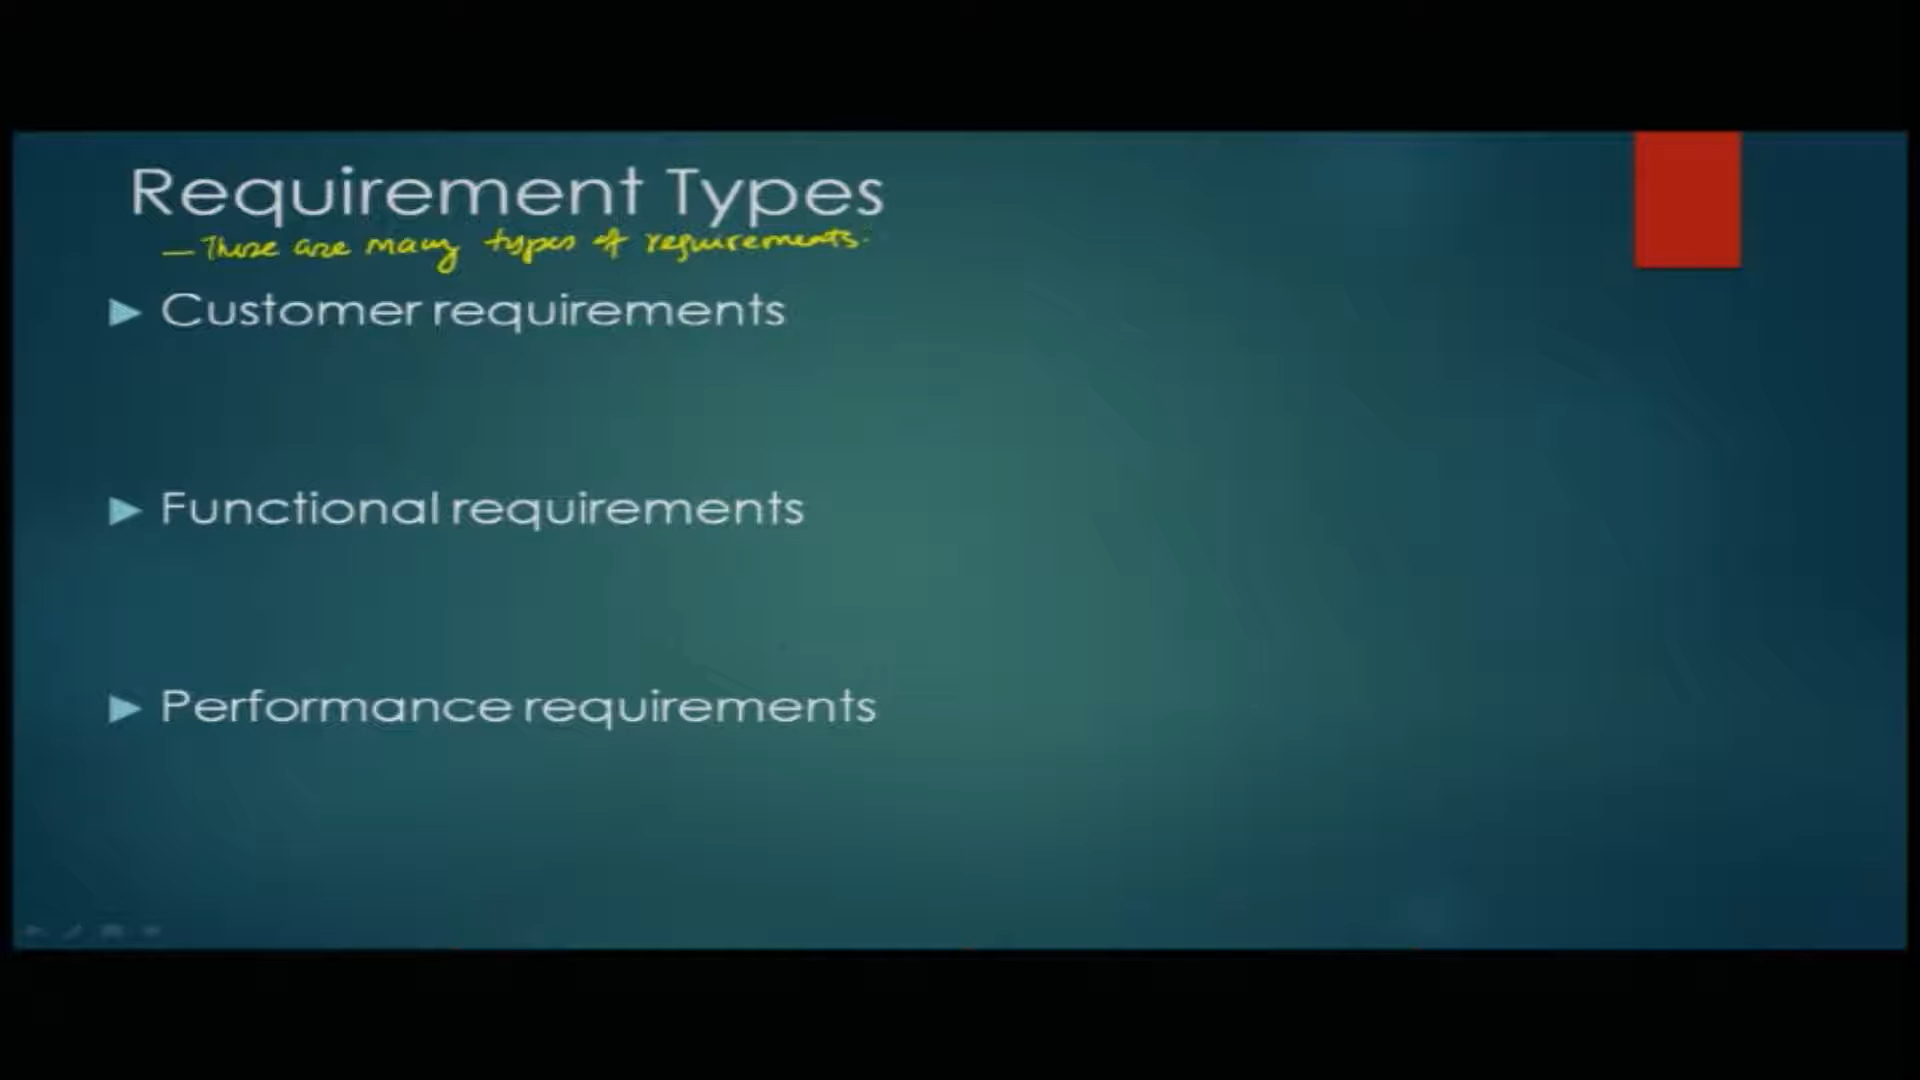 Requirement Types
— There are many types of requirements.
Customer requirements
Functional requirements
Performance requirements